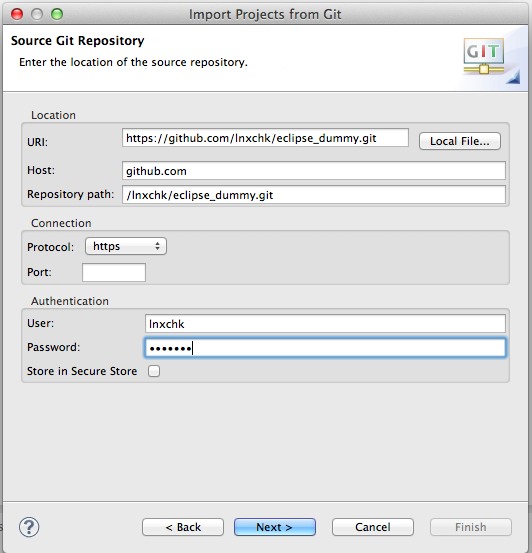 Import Projects from Git
Source Git Repository
Enter the location of the source repository.
GIT
Location
URI: https://github.com/lnxchk/eclipse_dummy.git Local File...
Host: github.com
Repository path: /lnxchk/eclipse_dummy.git
Connection
Protocol: https
Port:
Authentication
User: lnxchk
Password: •••••••
Store in Secure Store
? < Back Next > Cancel Finish